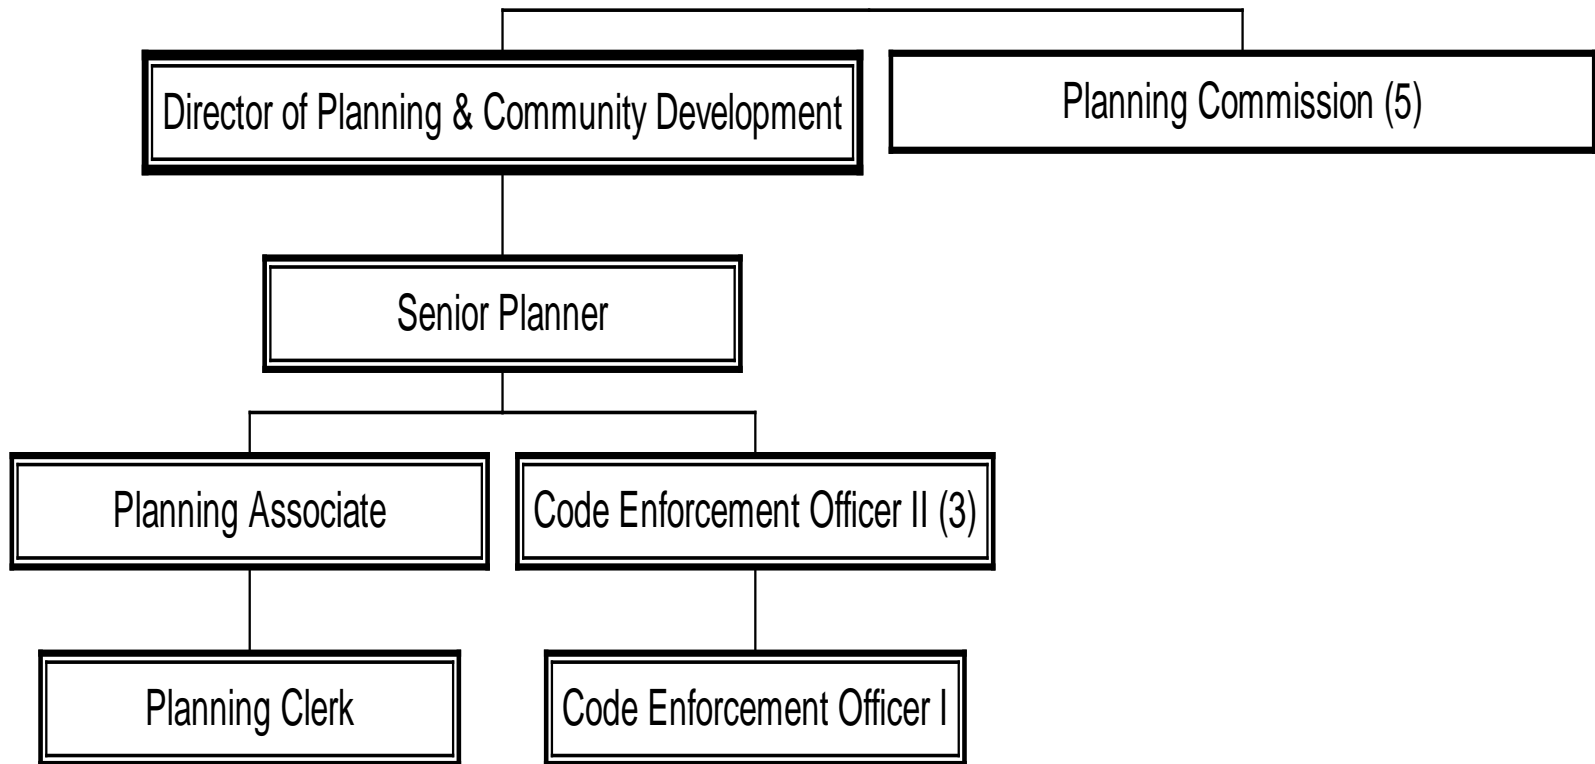 Director of Planning & Community Development
Planning Commission (5)
Senior Planner
Planning Associate
Code Enforcement Officer II (3)
Planning Clerk
Code Enforcement Officer I